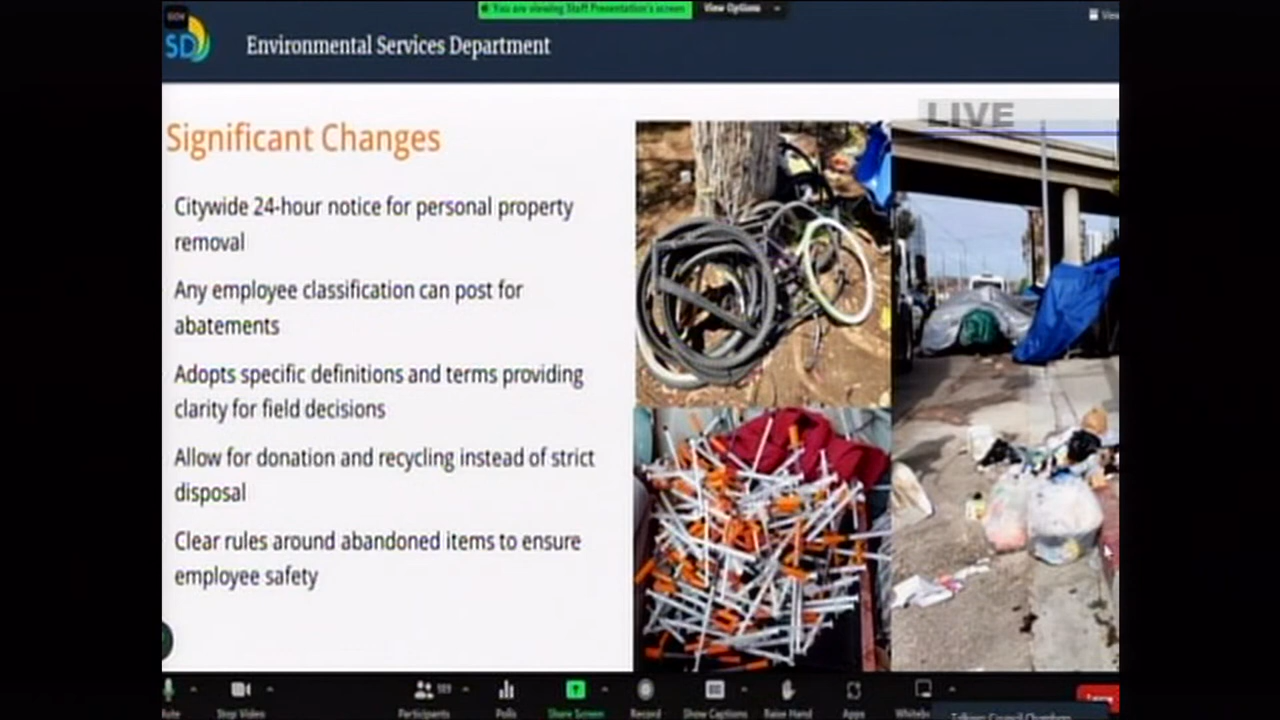 You are viewing Staff Presentation's screen
View Options
GOV
SD
Environmental Services Department
LIVE
Significant Changes
Citywide 24-hour notice for personal property
removal
Any employee classification can post for
abatements
Adopts specific definitions and terms providing
clarity for field decisions
Allow for donation and recycling instead of strict
disposal
Clear rules around abandoned items to ensure
employee safety
Stop Video
Participants
Polls
Share Screen
Record
Show Captions
Raise Hand
Apps